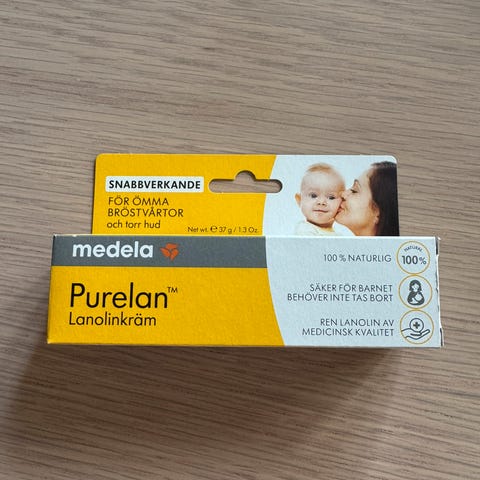 SNABBVERKANDE
FÖR ÖMMA
BRÖSTVÅRTOR
och torr hud
Net wt. ℮ 37 g / 1.3 Oz.
medela
Purelan™
Lanolinkräm
100 % NATURLIG
NATURAL
100%
SÄKER FÖR BARNET
BEHÖVER INTE TAS BORT
REN LANOLIN AV
MEDICINSK KVALITET